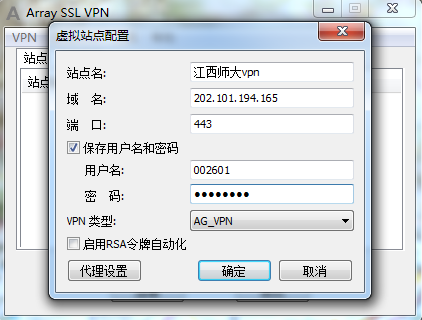 Array SSL VPN
VPN
虚拟站点配置
站点
站点名: 江西师大vpn
域 名: 202.101.194.165
端 口: 443
保存用户名和密码
用户名: 002601
密 码: ●●●●●●●●
VPN 类型: AG_VPN
启用RSA令牌自动化
代理设置 确定 取消